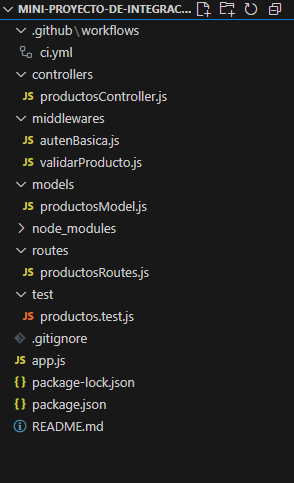 MINI-PROYECTO-DE-INTEGRAC...
.github\workflows
ci.yml
controllers
JS productosController.js
middlewares
JS autenBasica.js
JS validarProducto.js
models
JS productosModel.js
node_modules
routes
JS productosRoutes.js
test
JS productos.test.js
.gitignore
JS app.js
{} package-lock.json
{} package.json
README.md